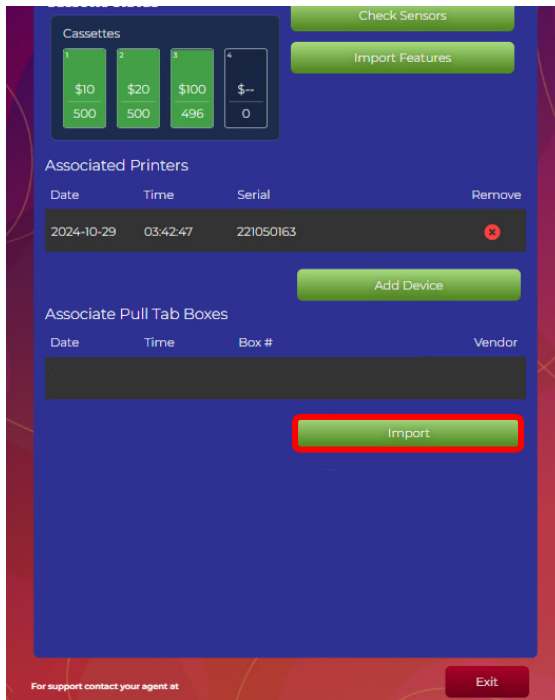 Check Sensors
Cassettes
Import Features
1 2 3 4
$10 $20 $100 $--
500 500 496 0
Associated Printers
Date Time Serial Remove
2024-10-29 03:42:47 221050163
Add Device
Associate Pull Tab Boxes
Date Time Box # Vendor
Import
For support contact your agent at
Exit